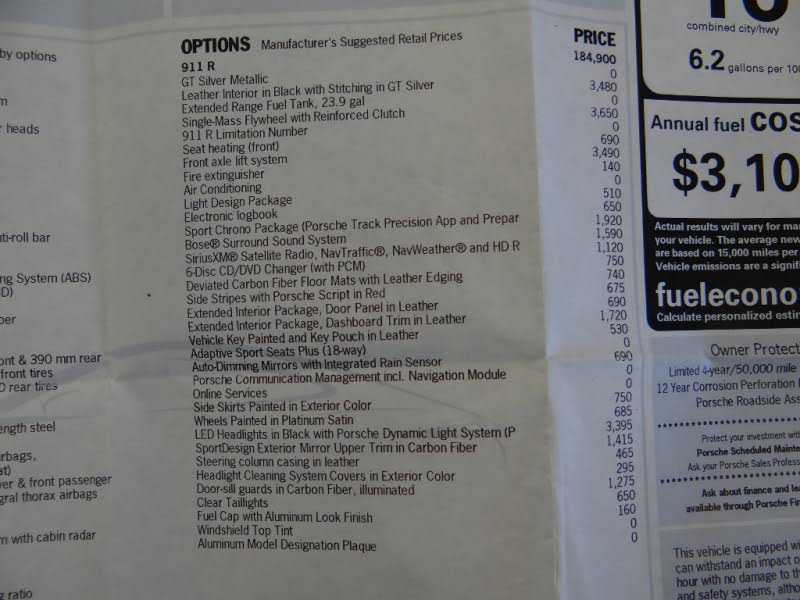 by options
heads
ti-roll bar
ng System (ABS)
ont & 390 mm rear
front tires
0 rear tires
ength steel
irbags,
er & front passenger
gral thorax airbags
m with cabin radar
g ratio
OPTIONS Manufacturer's Suggested Retail Prices PRICE
911 R 184,900
GT Silver Metallic 0
Leather Interior in Black with Stitching in GT Silver 3,480
Extended Range Fuel Tank, 23.9 gal 0
Single-Mass Flywheel with Reinforced Clutch 3,650
911 R Limitation Number 0
Seat heating (front) 690
Front axle lift system 3,490
Fire extinguisher 140
Air Conditioning 0
Light Design Package 510
Electronic logbook 650
Sport Chrono Package (Porsche Track Precision App and Prepar 1,920
Bose® Surround Sound System 1,590
SiriusXM® Satellite Radio, NavTraffic®, NavWeather® and HD R 1,120
6-Disc CD/DVD Changer (with PCM) 750
Deviated Carbon Fiber Floor Mats with Leather Edging 740
Side Stripes with Porsche Script in Red 675
Extended Interior Package, Door Panel in Leather 690
Extended Interior Package, Dashboard Trim in Leather 1,720
Vehicle Key Painted and Key Pouch in Leather 530
Adaptive Sport Seats Plus (18-way) 0
Auto-Dimming Mirrors with Integrated Rain Sensor 690
Porsche Communication Management incl. Navigation Module 0
Online Services 0
Side Skirts Painted in Exterior Color 750
Wheels Painted in Platinum Satin 685
LED Headlights in Black with Porsche Dynamic Light System (P 3,395
SportDesign Exterior Mirror Upper Trim in Carbon Fiber 1,415
Steering column casing in leather 465
Headlight Cleaning System Covers in Exterior Color 295
Door-sill guards in Carbon Fiber, illuminated 1,275
Clear Taillights 650
Fuel Cap with Aluminum Look Finish 160
Windshield Top Tint 0
Aluminum Model Designation Plaque 0
combined city/hwy
6.2 gallons per 100
Annual fuel COS
$3,10
Actual results will vary for ma
your vehicle. The average new
are based on 15,000 miles per
Vehicle emissions are a signifi
fuelecono
Calculate personalized estim
Owner Protect
Limited 4-year/50,000 mile
12 Year Corrosion Perforation
Porsche Roadside Ass
Protect your investment with
Porsche Scheduled Mainte
Ask your Porsche Sales Profess
Ask about finance and lea
available through Porsche Fin
This vehicle is equipped wi
can withstand an impact o
hour with no damage to th
and safety systems, altho